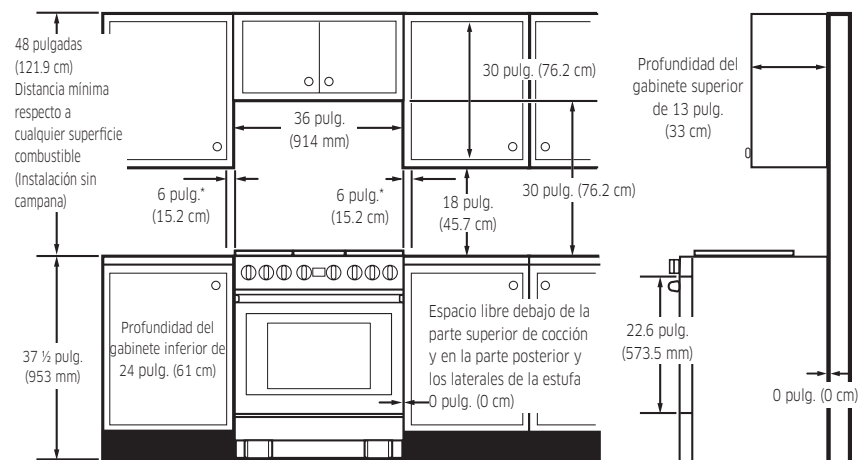 48 pulgadas
(121.9 cm)
Distancia mínima
respecto a
cualquier superficie
combustible
(Instalación sin
campana)
36 pulg.
(914 mm)
30 pulg. (76.2 cm)
6 pulg.*
(15.2 cm)
6 pulg.*
(15.2 cm)
18 pulg.
(45.7 cm)
30 pulg. (76.2 cm)
Profundidad del
gabinete superior
de 13 pulg.
(33 cm)
37 ½ pulg.
(953 mm)
Profundidad del
gabinete inferior de
24 pulg. (61 cm)
Espacio libre debajo de la
parte superior de cocción
y en la parte posterior y
los laterales de la estufa
0 pulg. (0 cm)
22.6 pulg.
(573.5 mm)
0 pulg. (0 cm)